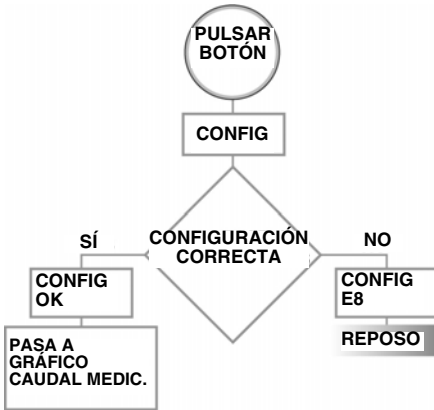 PULSAR
BOTÓN
CONFIG
CONFIGURACIÓN
CORRECTA
SÍ
NO
CONFIG
OK
CONFIG
E8
PASA A
GRÁFICO
CAUDAL MEDIC.
REPOSO